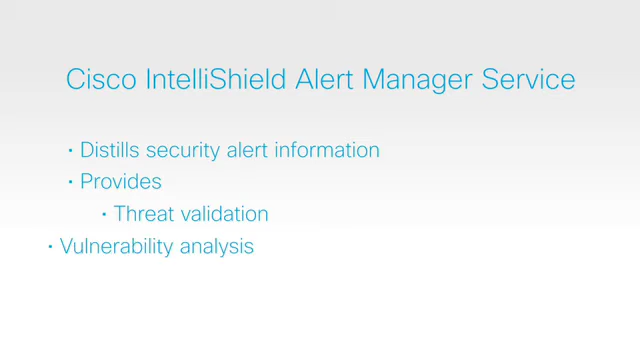 Cisco IntelliShield Alert Manager Service
• Distills security alert information
• Provides
• Threat validation
• Vulnerability analysis